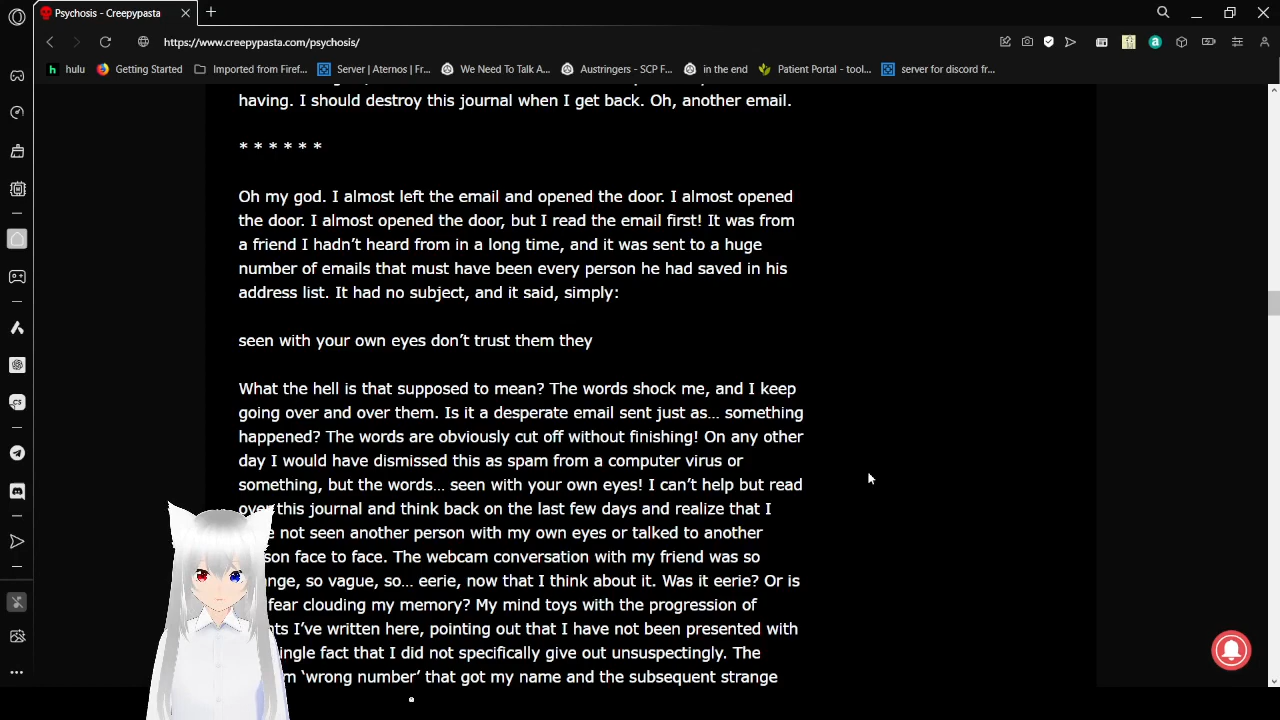 Psychosis - Creepypasta
https://www.creepypasta.com/psychosis/
hulu
Getting Started
Imported from Firef...
Server | Aternos | Fr...
We Need To Talk A...
Austringers - SCP F...
in the end
Patient Portal - tool...
server for discord fr...
having. I should destroy this journal when I get back. Oh, another email.
* * * * * *
Oh my god. I almost left the email and opened the door. I almost opened
the door. I almost opened the door, but I read the email first! It was from
a friend I hadn't heard from in a long time, and it was sent to a huge
number of emails that must have been every person he had saved in his
address list. It had no subject, and it said, simply:
seen with your own eyes don't trust them they
What the hell is that supposed to mean? The words shock me, and I keep
going over and over them. Is it a desperate email sent just as... something
happened? The words are obviously cut off without finishing! On any other
day I would have dismissed this as spam from a computer virus or
something, but the words... seen with your own eyes! I can't help but read
over this journal and think back on the last few days and realize that I
not seen another person with my own eyes or talked to another
face to face. The webcam conversation with my friend was so
so vague, so... eerie, now that I think about it. Was it eerie? Or is
fear clouding my memory? My mind toys with the progression of
I've written here, pointing out that I have not been presented with
fact that I did not specifically give out unsuspectingly. The
'wrong number' that got my name and the subsequent strange